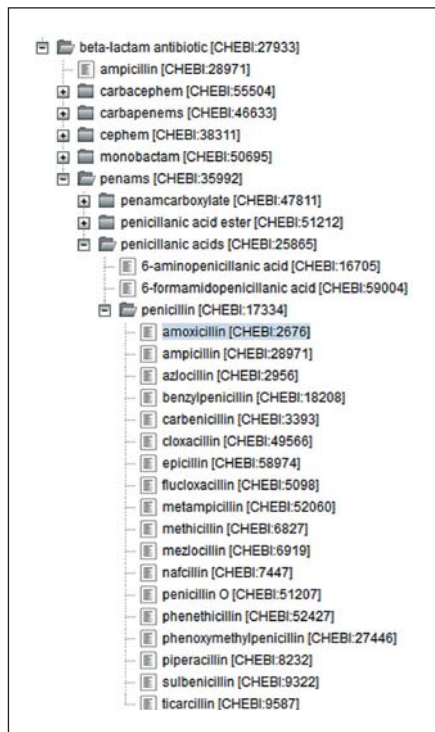 beta-lactam antibiotic [CHEBI:27933]
ampicillin [CHEBI:28971]
carbacephem [CHEBI:55504]
carbapenems [CHEBI:46633]
cephem [CHEBI:38311]
monobactam [CHEBI:50695]
penams [CHEBI:35992]
penamcarboxylate [CHEBI:47811]
penicillanic acid ester [CHEBI:51212]
penicillanic acids [CHEBI:25865]
6-aminopenicillanic acid [CHEBI:16705]
6-formamidopenicillanic acid [CHEBI:59004]
penicillin [CHEBI:17334]
amoxicillin [CHEBI:2676]
ampicillin [CHEBI:28971]
azlocillin [CHEBI:2956]
benzylpenicillin [CHEBI:18208]
carbenicillin [CHEBI:3393]
cloxacillin [CHEBI:49566]
epicillin [CHEBI:58974]
flucloxacillin [CHEBI:5098]
metampicillin [CHEBI:52060]
methicillin [CHEBI:6827]
mezlocillin [CHEBI:6919]
nafcillin [CHEBI:7447]
penicillin O [CHEBI:51207]
phenethicillin [CHEBI:52427]
phenoxymethylpenicillin [CHEBI:27446]
piperacillin [CHEBI:8232]
sulbenicillin [CHEBI:9322]
ticarcillin [CHEBI:9587]